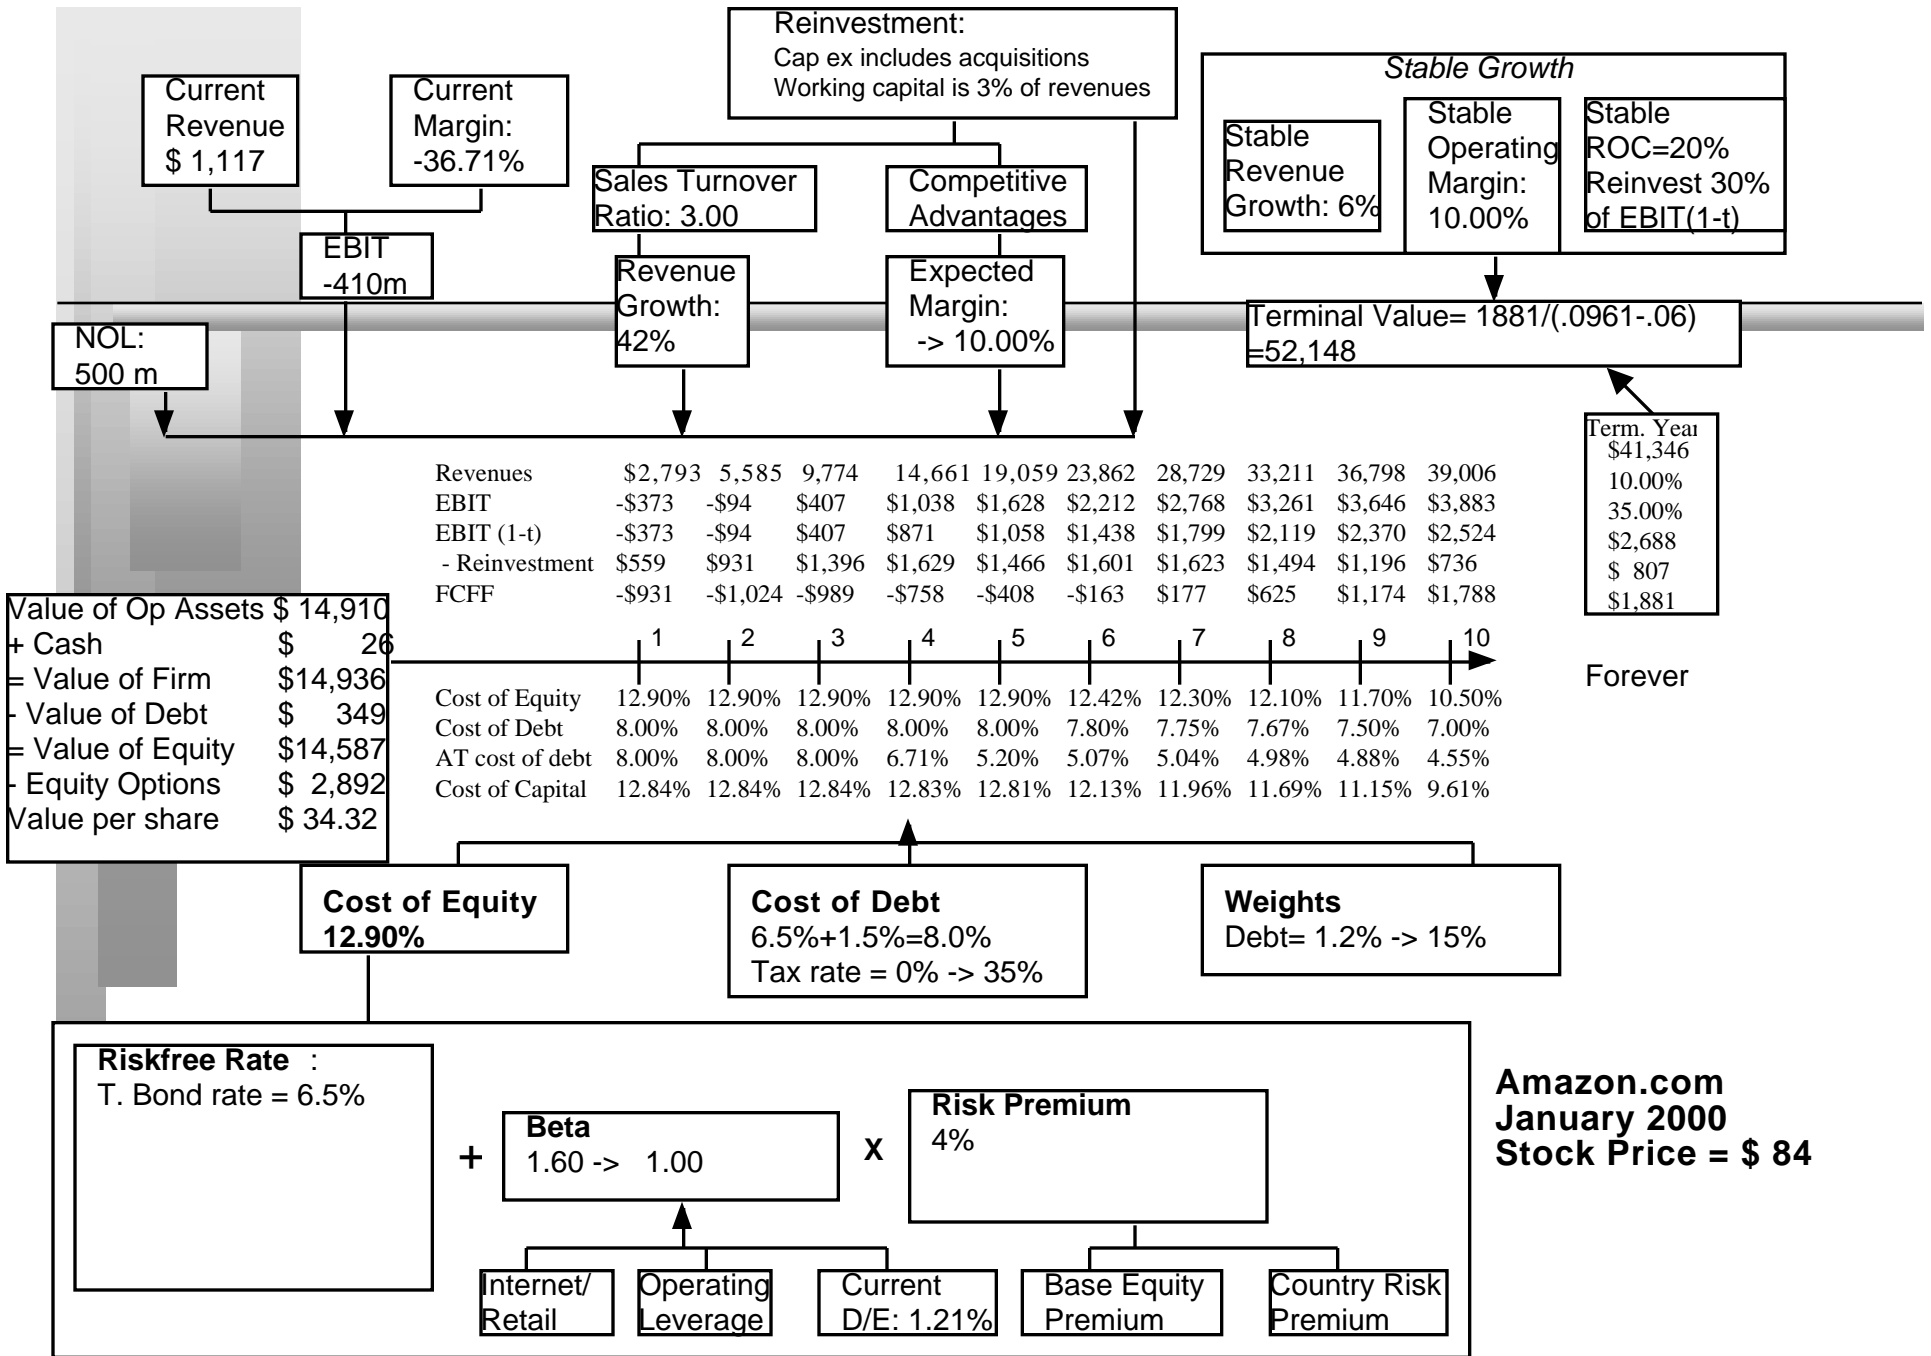 Reinvestment:
Cap ex includes acquisitions
Working capital is 3% of revenues
Stable Growth
Current
Revenue
$ 1,117
Current
Margin:
-36.71%
Stable
Revenue
Growth: 6%
Stable
Operating
Margin:
10.00%
Stable
ROC=20%
Reinvest 30%
of EBIT(1-t)
Sales Turnover
Ratio: 3.00
Competitive
Advantages
EBIT
-410m
Revenue
Growth:
42%
Expected
Margin:
-> 10.00%
NOL:
500 m
Terminal Value= 1881/(.0961-.06)
=52,148
Term. Year
$41,346
10.00%
35.00%
$2,688
$ 807
$1,881
Revenues $2,793 5,585 9,774 14,661 19,059 23,862 28,729 33,211 36,798 39,006
EBIT -$373 -$94 $407 $1,038 $1,628 $2,212 $2,768 $3,261 $3,646 $3,883
EBIT (1-t) -$373 -$94 $407 $871 $1,058 $1,438 $1,799 $2,119 $2,370 $2,524
- Reinvestment $559 $931 $1,396 $1,629 $1,466 $1,601 $1,623 $1,494 $1,196 $736
FCFF -$931 -$1,024 -$989 -$758 -$408 -$163 $177 $625 $1,174 $1,788
1 2 3 4 5 6 7 8 9 10
Forever
Value of Op Assets $ 14,910
+ Cash $ 26
= Value of Firm $14,936
- Value of Debt $ 349
= Value of Equity $14,587
- Equity Options $ 2,892
Value per share $ 34.32
Cost of Equity 12.90% 12.90% 12.90% 12.90% 12.90% 12.42% 12.30% 12.10% 11.70% 10.50%
Cost of Debt 8.00% 8.00% 8.00% 8.00% 8.00% 7.80% 7.75% 7.67% 7.50% 7.00%
AT cost of debt 8.00% 8.00% 8.00% 6.71% 5.20% 5.07% 5.04% 4.98% 4.88% 4.55%
Cost of Capital 12.84% 12.84% 12.84% 12.83% 12.81% 12.13% 11.96% 11.69% 11.15% 9.61%
Cost of Equity
12.90%
Cost of Debt
6.5%+1.5%=8.0%
Tax rate = 0% -> 35%
Weights
Debt= 1.2% -> 15%
Riskfree Rate :
T. Bond rate = 6.5%
+
Beta
1.60 -> 1.00
X
Risk Premium
4%
Internet/
Retail
Operating
Leverage
Current
D/E: 1.21%
Base Equity
Premium
Country Risk
Premium
Amazon.com
January 2000
Stock Price = $ 84